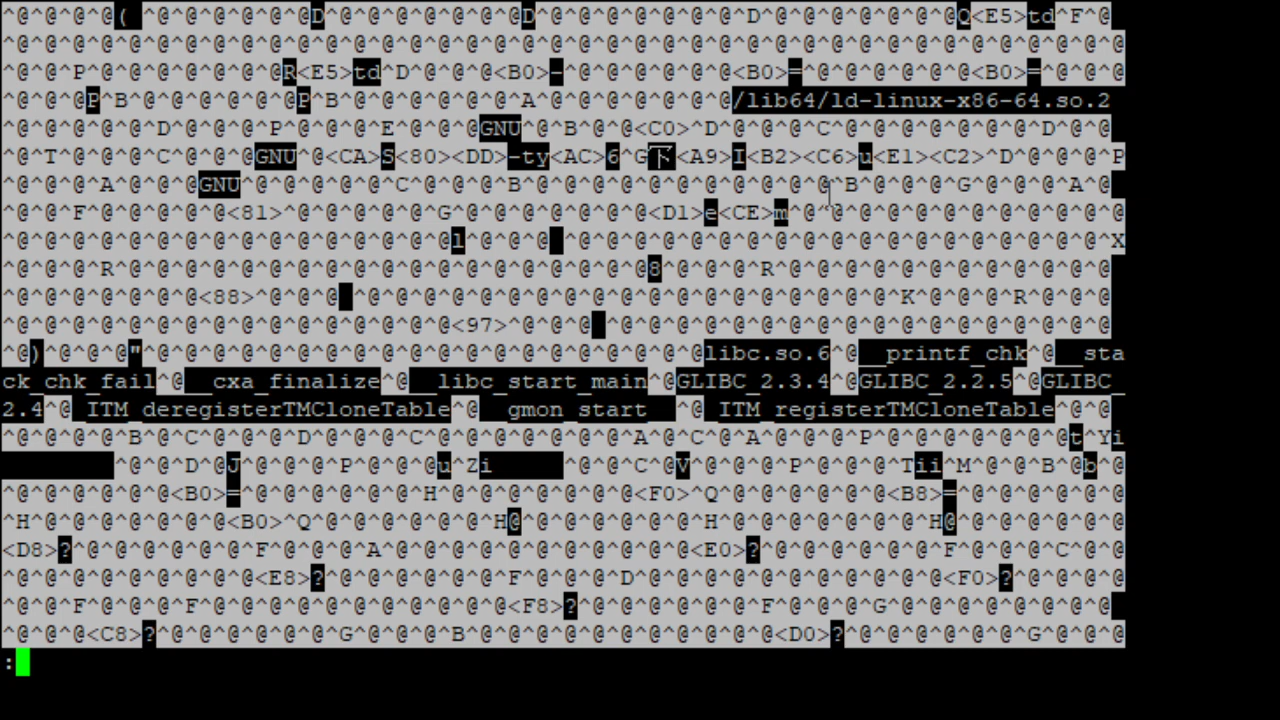 ^@^@^@^@( ^@^@^@^@^@^@D^@^@^@^@^@^@^@D^@^@^@^@^@^@^@^D^@^@^@^@^@^@^@Q<E5>td^F^@
^@^@^@^@^@^@^@^@^@^@^@^@^@^@^@^@^@^@^@^@^@^@^@^@^@^@^@^@^@^@^@^@^@^@^@^@^@^@^@^@
^@^@^P^@^@^@^@^@^@^@R<E5>td^D^@^@^@<B0>-^@^@^@^@^@^@<B0>=^@^@^@^@^@^@<B0>=^@^@^@
^@^@^@P^B^@^@^@^@^@^@P^B^@^@^@^@^@^@^A^@^@^@^@^@^@^@/lib64/ld-linux-x86-64.so.2
^@^@^@^@^@^D^@^@^@^P^@^@^@^E^@^@^@GNU^@^B^@^@<C0>^D^@^@^@^C^@^@^@^@^@^@^@^D^@^@
^@^T^@^@^@^C^@^@^@GNU^@<CA>S<80><DD>-ty<AC>6^Gト<A9>I<B2><C6>u<E1><C2>^D^@^@^@^P
^@^@^@^A^@^@^@GNU^@^@^@^@^@^C^@^@^@^B^@^@^@^@^@^@^@^@^@^@^@^B^@^@^@^G^@^@^@^A^@
^@^@^F^@^@^@^@^@<81>^@^@^@^@^@^G^@^@^@^@^@^@^@<D1>e<CE>m^@^@^@^@^@^@^@^@^@^@^@^@
^@^@^@^@^@^@^@^@^@^@^@^@^@^@^@^@l^@^@^@ ^@^@^@^@^@^@^@^@^@^@^@^@^@^@^@^@^@^@^@^X
^@^@^@^R^@^@^@^@^@^@^@^@^@^@^@^@^@^@^@^@^@^@^@8^@^@^@^R^@^@^@^@^@^@^@^@^@^@^@^@
^@^@^@^@^@^@^@<88>^@^@^@ ^@^@^@^@^@^@^@^@^@^@^@^@^@^@^@^@^@^@^@^K^@^@^@^R^@^@^@
^@^@^@^@^@^@^@^@^@^@^@^@^@^@^@^@<97>^@^@^@ ^@^@^@^@^@^@^@^@^@^@^@^@^@^@^@^@^@^@
^@)^@^@^@"^@^@^@^@^@^@^@^@^@^@^@^@^@^@^@^@^@^@^@^@libc.so.6^@__printf_chk^@__sta
ck_chk_fail^@__cxa_finalize^@__libc_start_main^@GLIBC_2.3.4^@GLIBC_2.2.5^@GLIBC_
2.4^@_ITM_deregisterTMCloneTable^@__gmon_start__^@_ITM_registerTMCloneTable^@^@
^@^@^@^@^B^@^C^@^@^@^D^@^@^@^C^@^@^@^@^@^@^@^A^@^C^@^A^@^@^@^P^@^@^@^@^@^@^@t^Yi
        ^@^@^D^@J^@^@^@^P^@^@^@u^Zi     ^@^@^C^@V^@^@^@^P^@^@^@^Tii^M^@^@^B^@b^@
^@^@^@^@^@^@<B0>=^@^@^@^@^@^@^H^@^@^@^@^@^@^@<F0>^Q^@^@^@^@^@^@<B8>=^@^@^@^@^@^@
^H^@^@^@^@^@^@^@<B0>^Q^@^@^@^@^@^@^H@^@^@^@^@^@^@^H^@^@^@^@^@^@^@^H@^@^@^@^@^@^@
<D8>?^@^@^@^@^@^@^F^@^@^@^A^@^@^@^@^@^@^@^@^@^@^@<E0>?^@^@^@^@^@^@^F^@^@^@^C^@^@
^@^@^@^@^@^@^@^@^@<E8>?^@^@^@^@^@^@^F^@^@^@^D^@^@^@^@^@^@^@^@^@^@^@<F0>?^@^@^@^@
^@^@^F^@^@^@^F^@^@^@^@^@^@^@^@^@^@^@<F8>?^@^@^@^@^@^@^F^@^@^@^G^@^@^@^@^@^@^@^@
^@^@^@<C8>?^@^@^@^@^@^@^G^@^@^@^B^@^@^@^@^@^@^@^@^@^@^@<D0>?^@^@^@^@^@^@^G^@^@^@
: